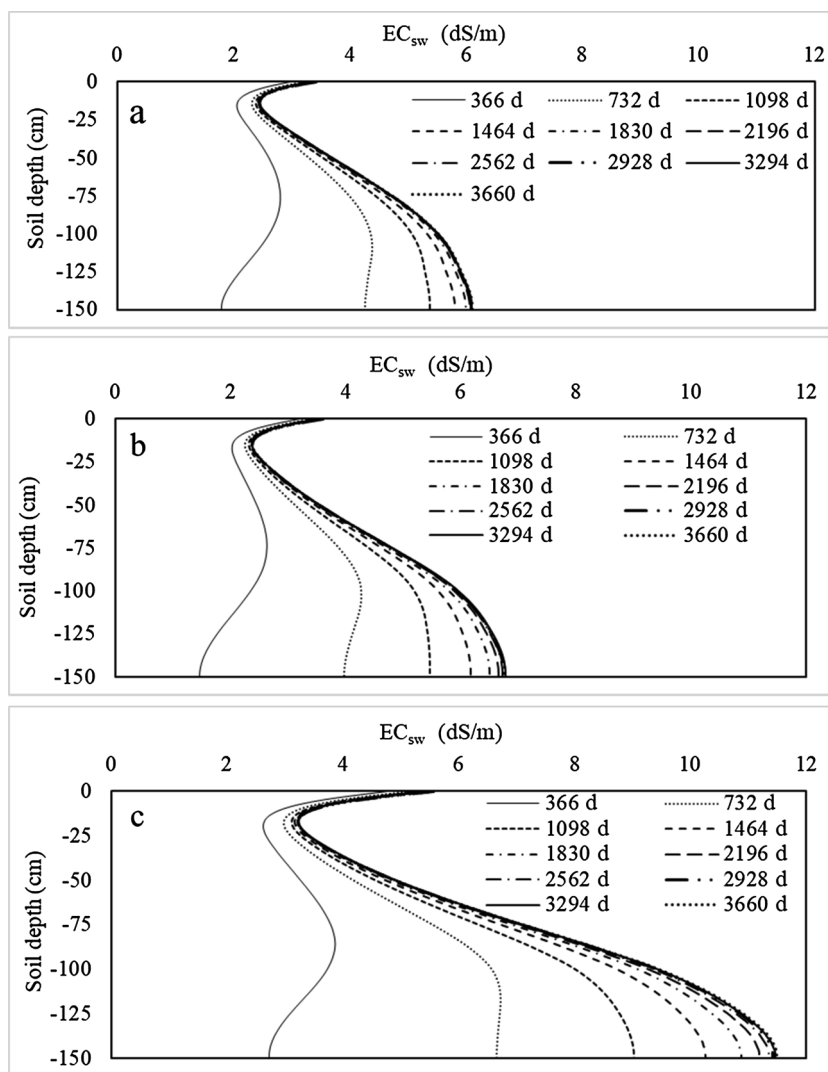 ECsw (dS/m)
0 2 4 6 8 10 12
0
-25
-50
-75
-100
-125
-150
Soil depth (cm)
a
366 d 732 d 1098 d
1464 d 1830 d 2196 d
2562 d 2928 d 3294 d
3660 d
ECsw (dS/m)
0 2 4 6 8 10 12
0
-25
-50
-75
-100
-125
-150
Soil depth (cm)
b
366 d 732 d
1098 d 1464 d
1830 d 2196 d
2562 d 2928 d
3294 d 3660 d
ECsw (dS/m)
0 2 4 6 8 10 12
0
-25
-50
-75
-100
-125
-150
Soil depth (cm)
c
366 d 732 d
1098 d 1464 d
1830 d 2196 d
2562 d 2928 d
3294 d 3660 d